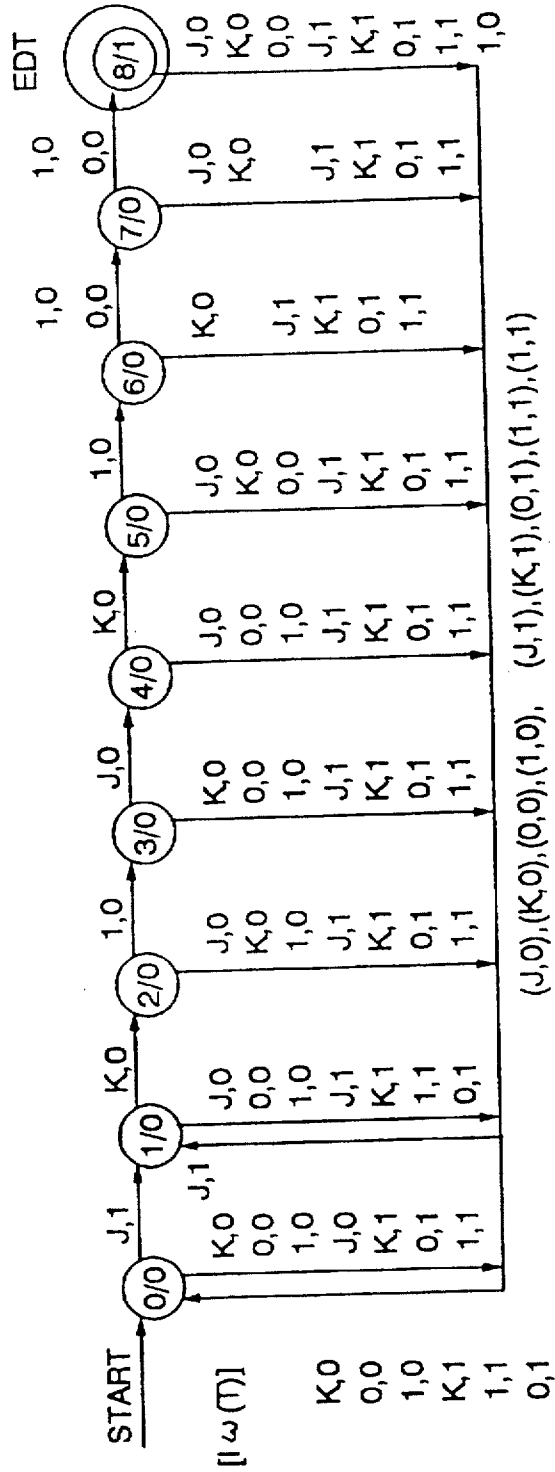 START
[I ω (T)]
K,0
0,0
1,0
K,1
1,1
0,1
0/0
J,1
K,0
0,0
1,0
J,0
K,1
0,1
1,1
1/0
J,1
K,0
J,0
0,0
1,0
J,1
K,1
1,1
0,1
2/0
1,0
J,0
K,0
1,0
J,1
K,1
0,1
1,1
3/0
J,0
K,0
0,0
1,0
J,1
K,1
0,1
1,1
4/0
K,0
J,0
0,0
1,0
J,1
K,1
0,1
1,1
5/0
1,0
J,0
K,0
0,0
J,1
K,1
0,1
1,1
6/0
1,0
0,0
K,0
J,1
K,1
0,1
1,1
7/0
1,0
0,0
J,0
K,0
J,1
K,1
0,1
1,1
EDT
8/1
J,0
K,0
0,0
J,1
K,1
0,1
1,1
1,0
(J,0),(K,0),(0,0),(1,0), (J,1),(K,1),(0,1),(1,1),(1,1)